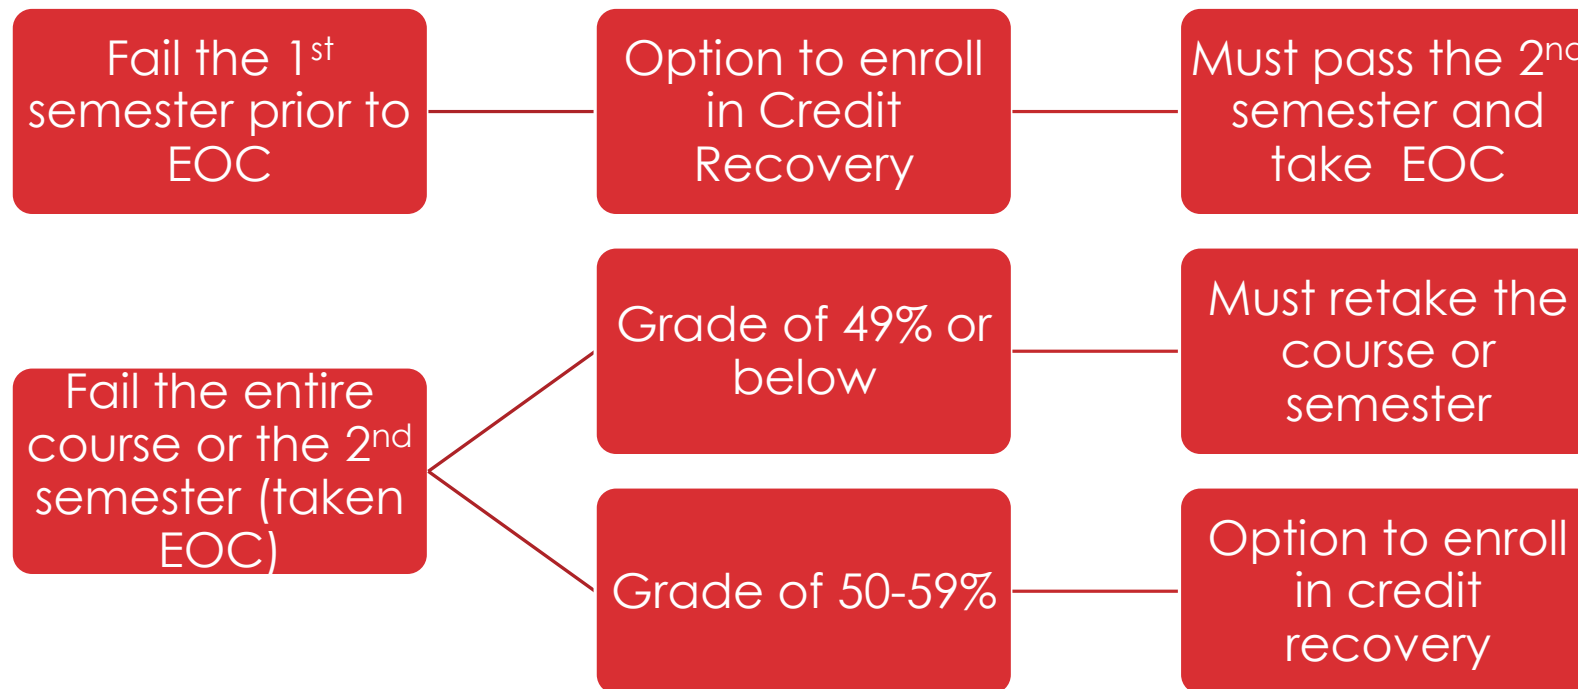 Fail the 1st
semester prior to
EOC
Option to enroll
in Credit
Recovery
Must pass the 2nd
semester and
take EOC
Fail the entire
course or the 2nd
semester (taken
EOC)
Grade of 49% or
below
Must retake the
course or
semester
Grade of 50-59%
Option to enroll
in credit
recovery